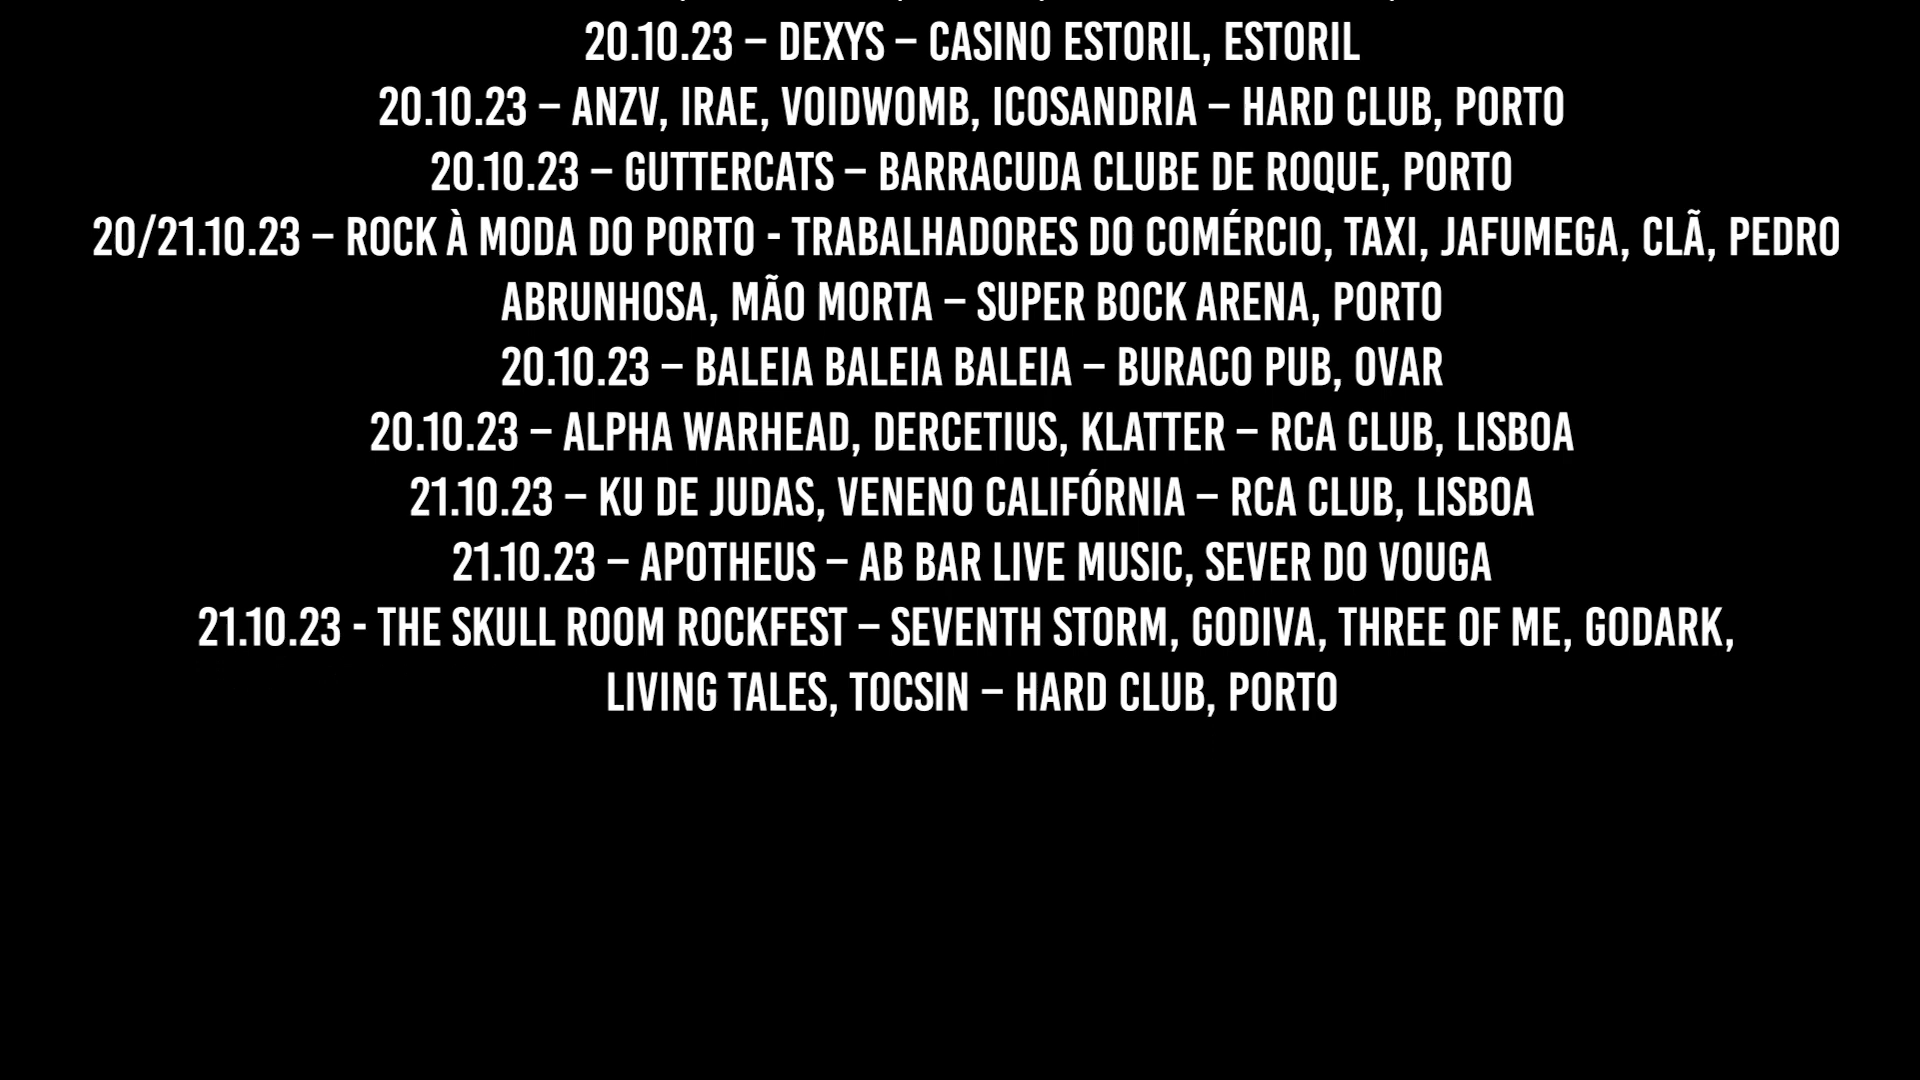 20.10.23 – DEXYS – CASINO ESTORIL, ESTORIL
20.10.23 – ANZV, IRAE, VOIDWOMB, ICOSANDRIA – HARD CLUB, PORTO
20.10.23 – GUTTERCATS – BARRACUDA CLUBE DE ROQUE, PORTO
20/21.10.23 – ROCK À MODA DO PORTO - TRABALHADORES DO COMÉRCIO, TAXI, JAFUMEGA, CLÃ, PEDRO
ABRUNHOSA, MÃO MORTA – SUPER BOCK ARENA, PORTO
20.10.23 – BALEIA BALEIA BALEIA – BURACO PUB, OVAR
20.10.23 – ALPHA WARHEAD, DERCETIUS, KLATTER – RCA CLUB, LISBOA
21.10.23 – KU DE JUDAS, VENENO CALIFÓRNIA – RCA CLUB, LISBOA
21.10.23 – APOTHEUS – AB BAR LIVE MUSIC, SEVER DO VOUGA
21.10.23 - THE SKULL ROOM ROCKFEST – SEVENTH STORM, GODIVA, THREE OF ME, GODARK,
LIVING TALES, TOCSIN – HARD CLUB, PORTO